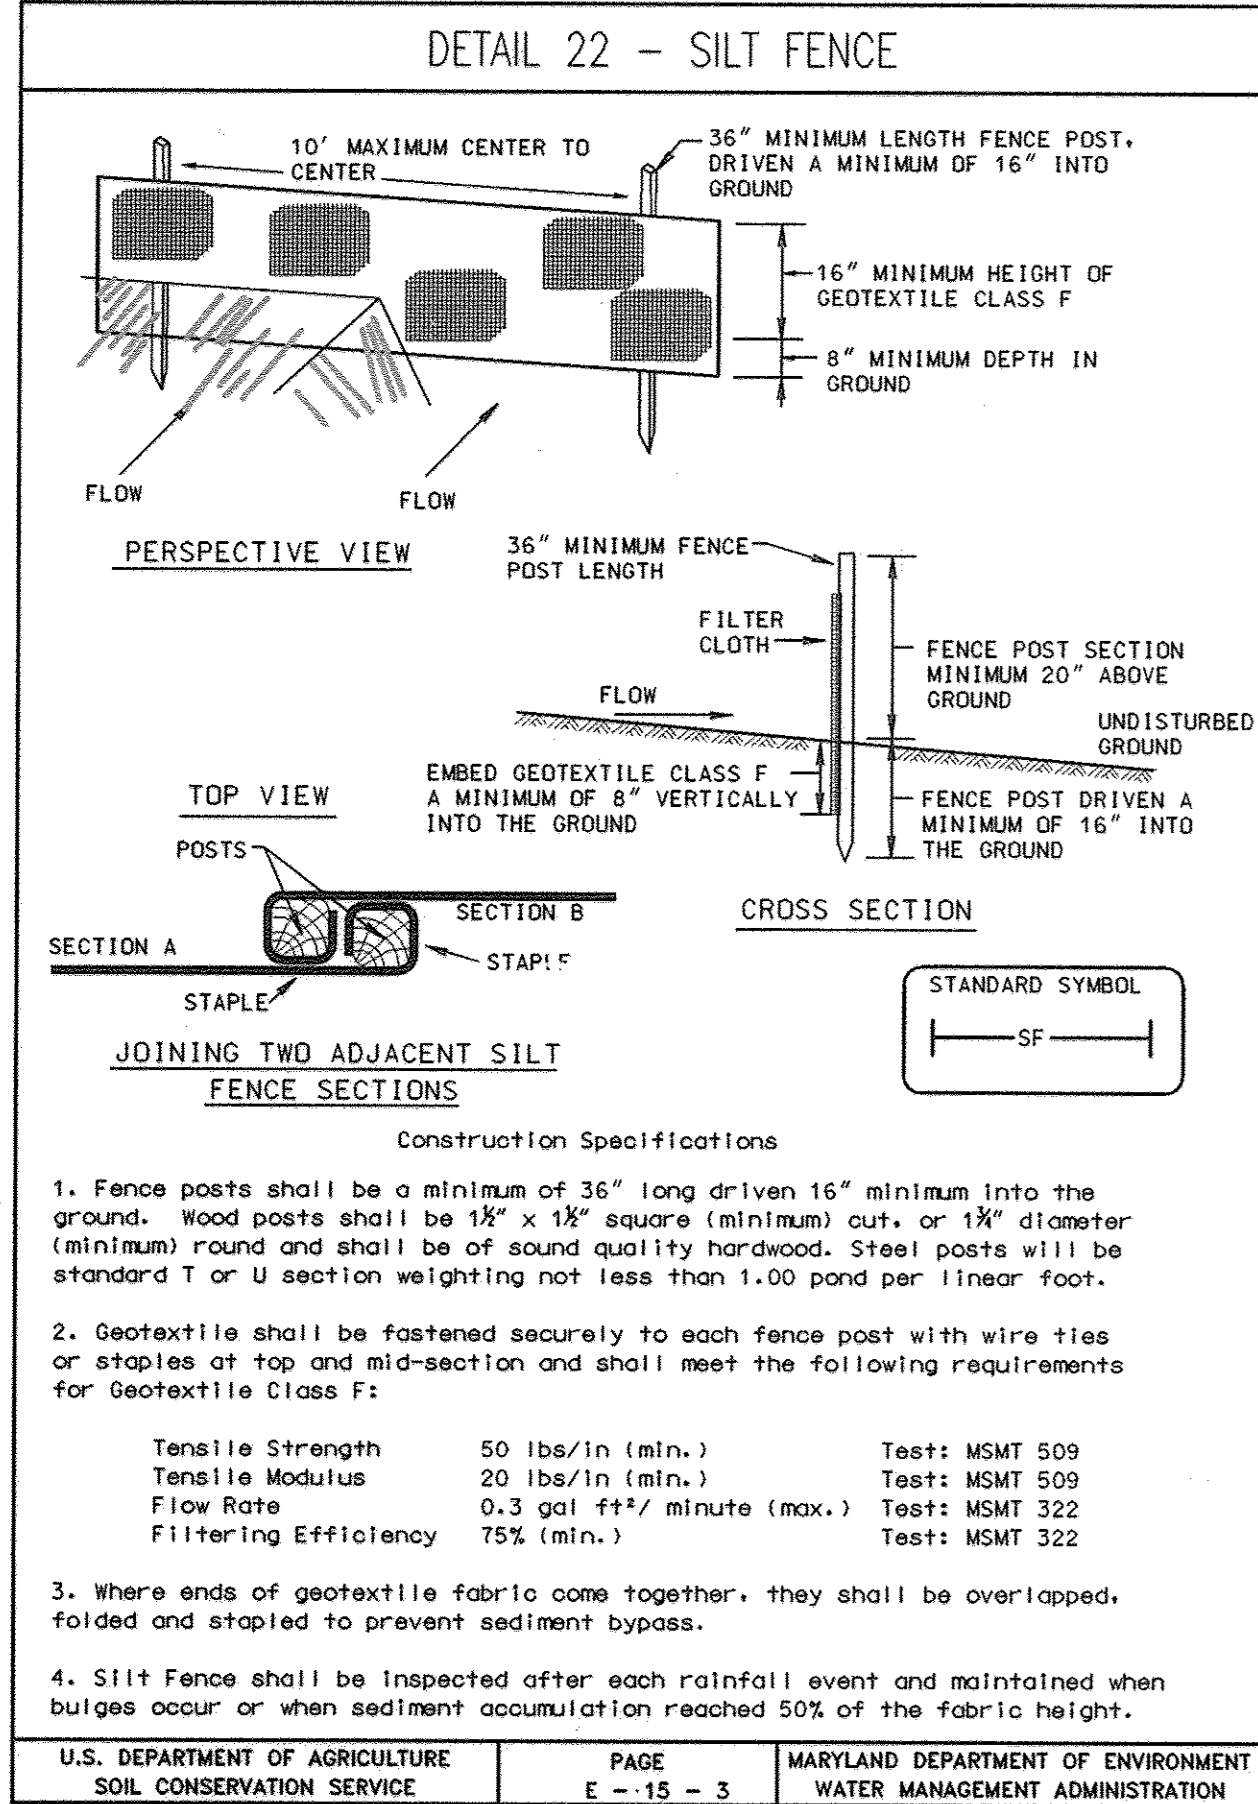 DETAIL 22 - SILT FENCE
10' MAXIMUM CENTER TO
CENTER
36" MINIMUM LENGTH FENCE POST,
DRIVEN A MINIMUM OF 16" INTO
GROUND
16" MINIMUM HEIGHT OF
GEOTEXTILE CLASS F
8" MINIMUM DEPTH IN
GROUND
FLOW
FLOW
PERSPECTIVE VIEW
36" MINIMUM FENCE
POST LENGTH
FILTER
CLOTH
FENCE POST SECTION
MINIMUM 20" ABOVE
GROUND
FLOW
UNDISTURBED
GROUND
EMBED GEOTEXTILE CLASS F
A MINIMUM OF 8" VERTICALLY
INTO THE GROUND
FENCE POST DRIVEN A
MINIMUM OF 16" INTO
THE GROUND
CROSS SECTION
TOP VIEW
POSTS
SECTION B
SECTION A
STAPLE
STAPLE
JOINING TWO ADJACENT SILT
FENCE SECTIONS
STANDARD SYMBOL
SF
Construction Specifications
1. Fence posts shall be a minimum of 36" long driven 16" minimum into the
ground. Wood posts shall be 1½" x 1½" square (minimum) cut, or 1¾" diameter
(minimum) round and shall be of sound quality hardwood. Steel posts will be
standard T or U section weighting not less than 1.00 pond per linear foot.
2. Geotextile shall be fastened securely to each fence post with wire ties
or staples at top and mid-section and shall meet the following requirements
for Geotextile Class F:
Tensile Strength 50 lbs/in (min.) Test: MSMT 509
Tensile Modulus 20 lbs/in (min.) Test: MSMT 509
Flow Rate 0.3 gal ft²/ minute (max.) Test: MSMT 322
Filtering Efficiency 75% (min.) Test: MSMT 322
3. Where ends of geotextile fabric come together, they shall be overlapped,
folded and stapled to prevent sediment bypass.
4. Silt Fence shall be inspected after each rainfall event and maintained when
bulges occur or when sediment accumulation reached 50% of the fabric height.
U.S. DEPARTMENT OF AGRICULTURE
SOIL CONSERVATION SERVICE
PAGE
E - 15 - 3
MARYLAND DEPARTMENT OF ENVIRONMENT
WATER MANAGEMENT ADMINISTRATION